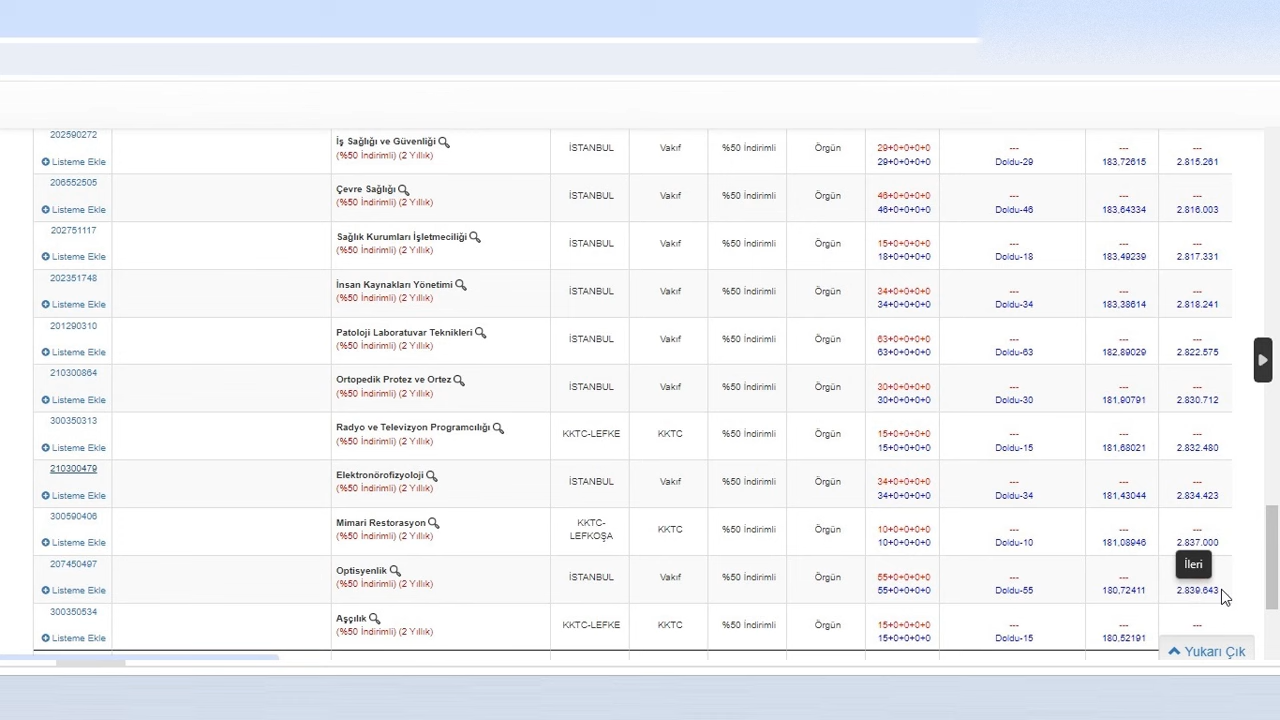 202590272
Listeme Ekle
İş Sağlığı ve Güvenliği
(%50 İndirimli) (2 Yıllık)
İSTANBUL
Vakıf
%50 İndirimli
Örgün
29+0+0+0+0
29+0+0+0+0
Doldu-29
---
---
183,72615
---
2.815.261
206552505
Listeme Ekle
Çevre Sağlığı
(%50 İndirimli) (2 Yıllık)
İSTANBUL
Vakıf
%50 İndirimli
Örgün
46+0+0+0+0
46+0+0+0+0
---
Doldu-46
---
183,64334
---
2.816.003
202751117
Listeme Ekle
Sağlık Kurumları İşletmeciliği
(%50 İndirimli) (2 Yıllık)
İSTANBUL
Vakıf
%50 İndirimli
Örgün
15+0+0+0+0
18+0+0+0+0
---
Doldu-18
---
183,49239
---
2.817.331
202351748
Listeme Ekle
İnsan Kaynakları Yönetimi
(%50 İndirimli) (2 Yıllık)
İSTANBUL
Vakıf
%50 İndirimli
Örgün
34+0+0+0+0
34+0+0+0+0
---
Doldu-34
---
183,38614
---
2.818.241
201290310
Listeme Ekle
Patoloji Laboratuvar Teknikleri
(%50 İndirimli) (2 Yıllık)
İSTANBUL
Vakıf
%50 İndirimli
Örgün
63+0+0+0+0
63+0+0+0+0
---
Doldu-63
---
182,89029
---
2.822.575
210300864
Listeme Ekle
Ortopedik Protez ve Ortez
(%50 İndirimli) (2 Yıllık)
İSTANBUL
Vakıf
%50 İndirimli
Örgün
30+0+0+0+0
30+0+0+0+0
---
Doldu-30
---
181,90791
---
2.830.712
300350313
Listeme Ekle
Radyo ve Televizyon Programcılığı
(%50 İndirimli) (2 Yıllık)
KKTC-LEFKE
KKTC
%50 İndirimli
Örgün
15+0+0+0+0
15+0+0+0+0
---
Doldu-15
---
181,68021
---
2.832.480
210300479
Listeme Ekle
Elektronörofizyoloji
(%50 İndirimli) (2 Yıllık)
İSTANBUL
Vakıf
%50 İndirimli
Örgün
34+0+0+0+0
34+0+0+0+0
---
Doldu-34
---
181,43044
---
2.834.423
300590406
Listeme Ekle
Mimari Restorasyon
(%50 İndirimli) (2 Yıllık)
KKTC-
LEFKOŞA
KKTC
%50 İndirimli
Örgün
10+0+0+0+0
10+0+0+0+0
---
Doldu-10
---
181,08946
---
2.837.000
207450497
Listeme Ekle
Optisyenlik
(%50 İndirimli) (2 Yıllık)
İSTANBUL
Vakıf
%50 İndirimli
Örgün
55+0+0+0+0
55+0+0+0+0
---
Doldu-55
---
180,72411
İleri
2.839.643
300350534
Listeme Ekle
Aşçılık
(%50 İndirimli) (2 Yıllık)
KKTC-LEFKE
KKTC
%50 İndirimli
Örgün
15+0+0+0+0
15+0+0+0+0
---
Doldu-15
---
180,52191
---
Yukarı Çık